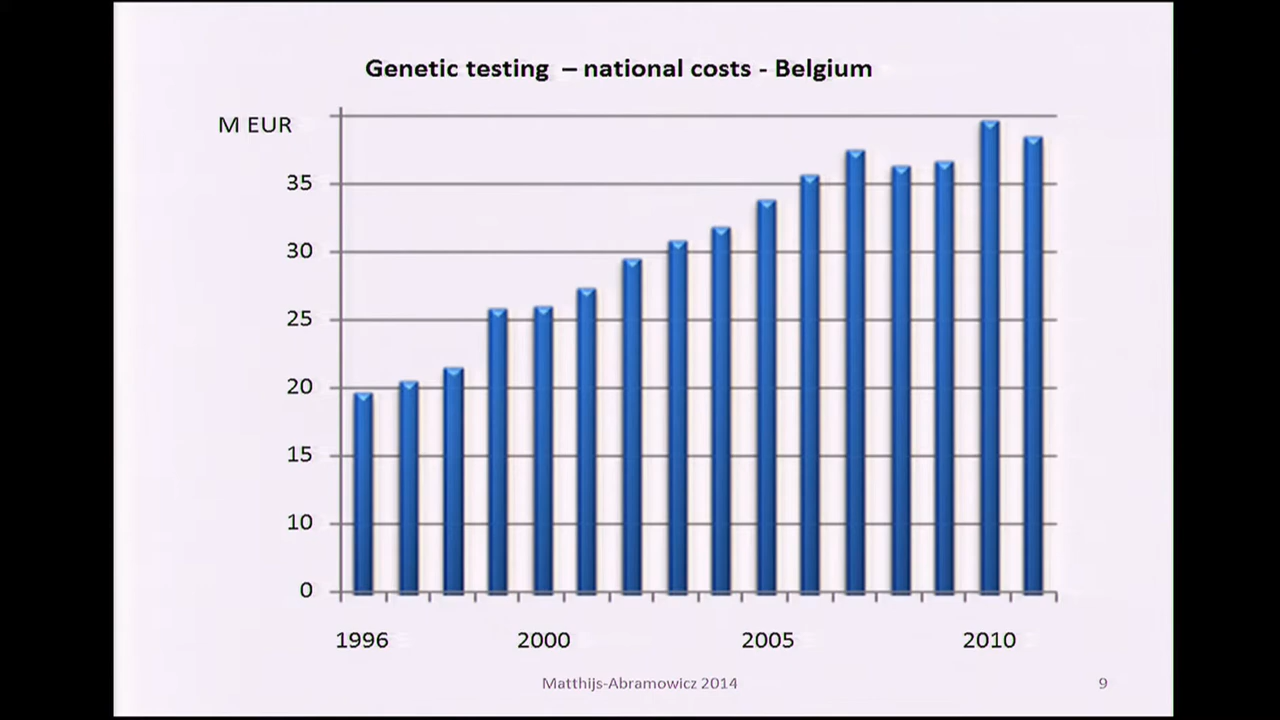 Genetic testing – national costs - Belgium
M EUR
35
30
25
20
15
10
0
1996 2000 2005 2010
Matthijs-Abramowicz 2014 9